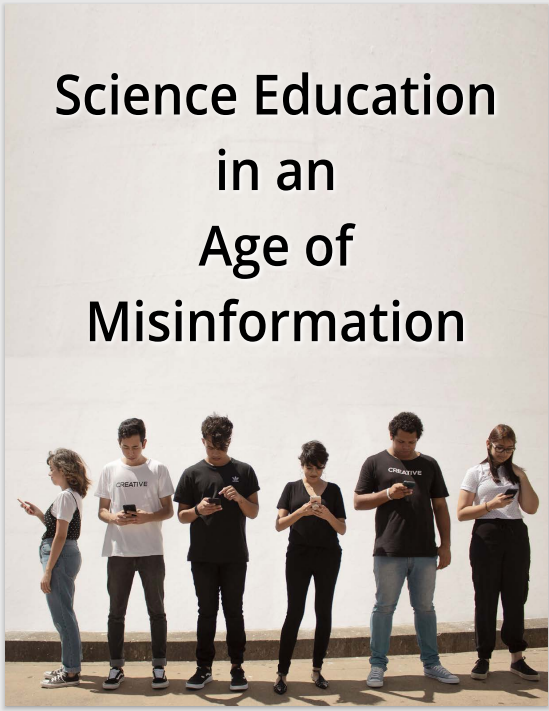 Science Education
in an
Age of
Misinformation
CREATIVE
CREATIVE